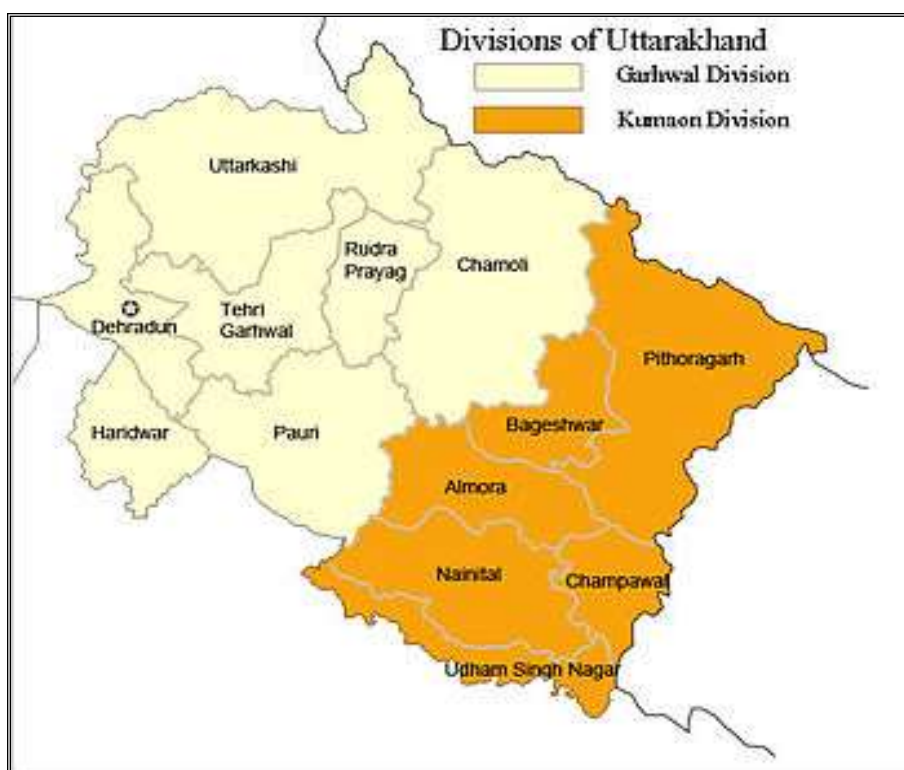 Divisions of Uttarakhand
Garhwal Division
Kumaon Division
Uttarkashi
Rudra
Prayag
Chamoli
Tehri
Garhwal
Dehradun
Pithoragarh
Haridwar
Pauri
Bageshwar
Almora
Nainital
Champawat
Udham Singh Nagar